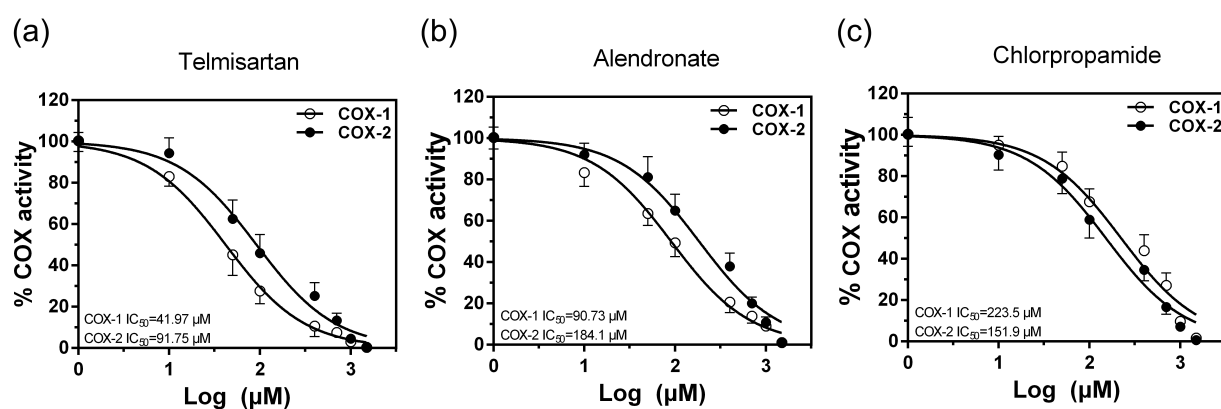 (a)
Telmisartan
COX-1
COX-2
% COX activity
120
100
80
60
40
20
0
COX-1 IC50=41.97 µM
COX-2 IC50=91.75 µM
0
1
2
3
4
Log (µM)
(b)
Alendronate
COX-1
COX-2
% COX activity
120
100
80
60
40
20
0
COX-1 IC50=90.73 µM
COX-2 IC50=184.1 µM
0
1
2
3
4
Log (µM)
(c)
Chlorpropamide
COX-1
COX-2
% COX activity
120
100
80
60
40
20
0
COX-1 IC50=223.5 µM
COX-2 IC50=151.9 µM
0
1
2
3
4
Log (µM)